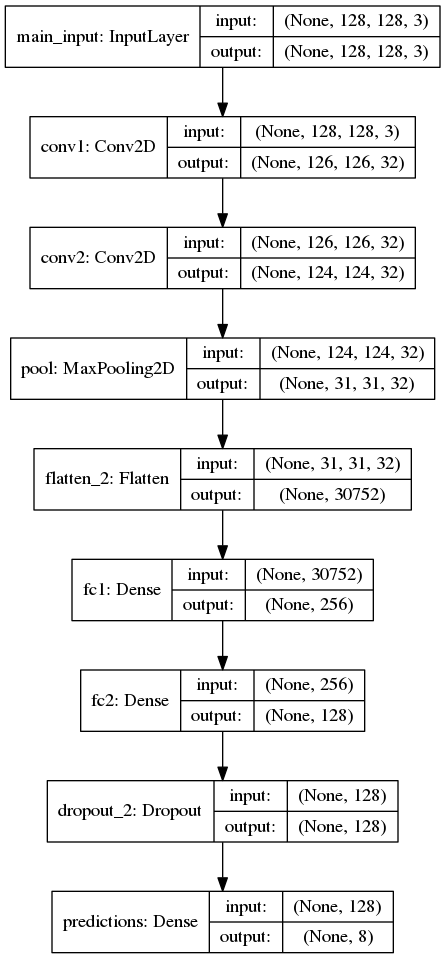 main_input: InputLayer
input: (None, 128, 128, 3)
output: (None, 128, 128, 3)
conv1: Conv2D
input: (None, 128, 128, 3)
output: (None, 126, 126, 32)
conv2: Conv2D
input: (None, 126, 126, 32)
output: (None, 124, 124, 32)
pool: MaxPooling2D
input: (None, 124, 124, 32)
output: (None, 31, 31, 32)
flatten_2: Flatten
input: (None, 31, 31, 32)
output: (None, 30752)
fc1: Dense
input: (None, 30752)
output: (None, 256)
fc2: Dense
input: (None, 256)
output: (None, 128)
dropout_2: Dropout
input: (None, 128)
output: (None, 128)
predictions: Dense
input: (None, 128)
output: (None, 8)